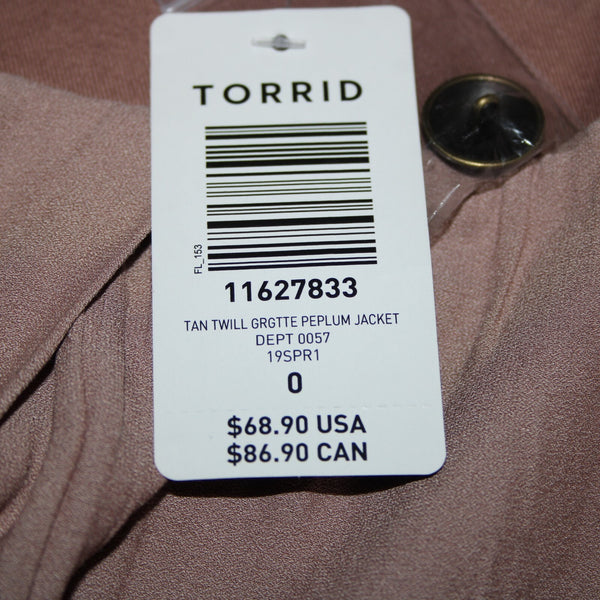 TORRID
FL_153
11627833
TAN TWILL GRGTTE PEPLUM JACKET
DEPT 0057
19SPR1
0
$68.90 USA
$86.90 CAN